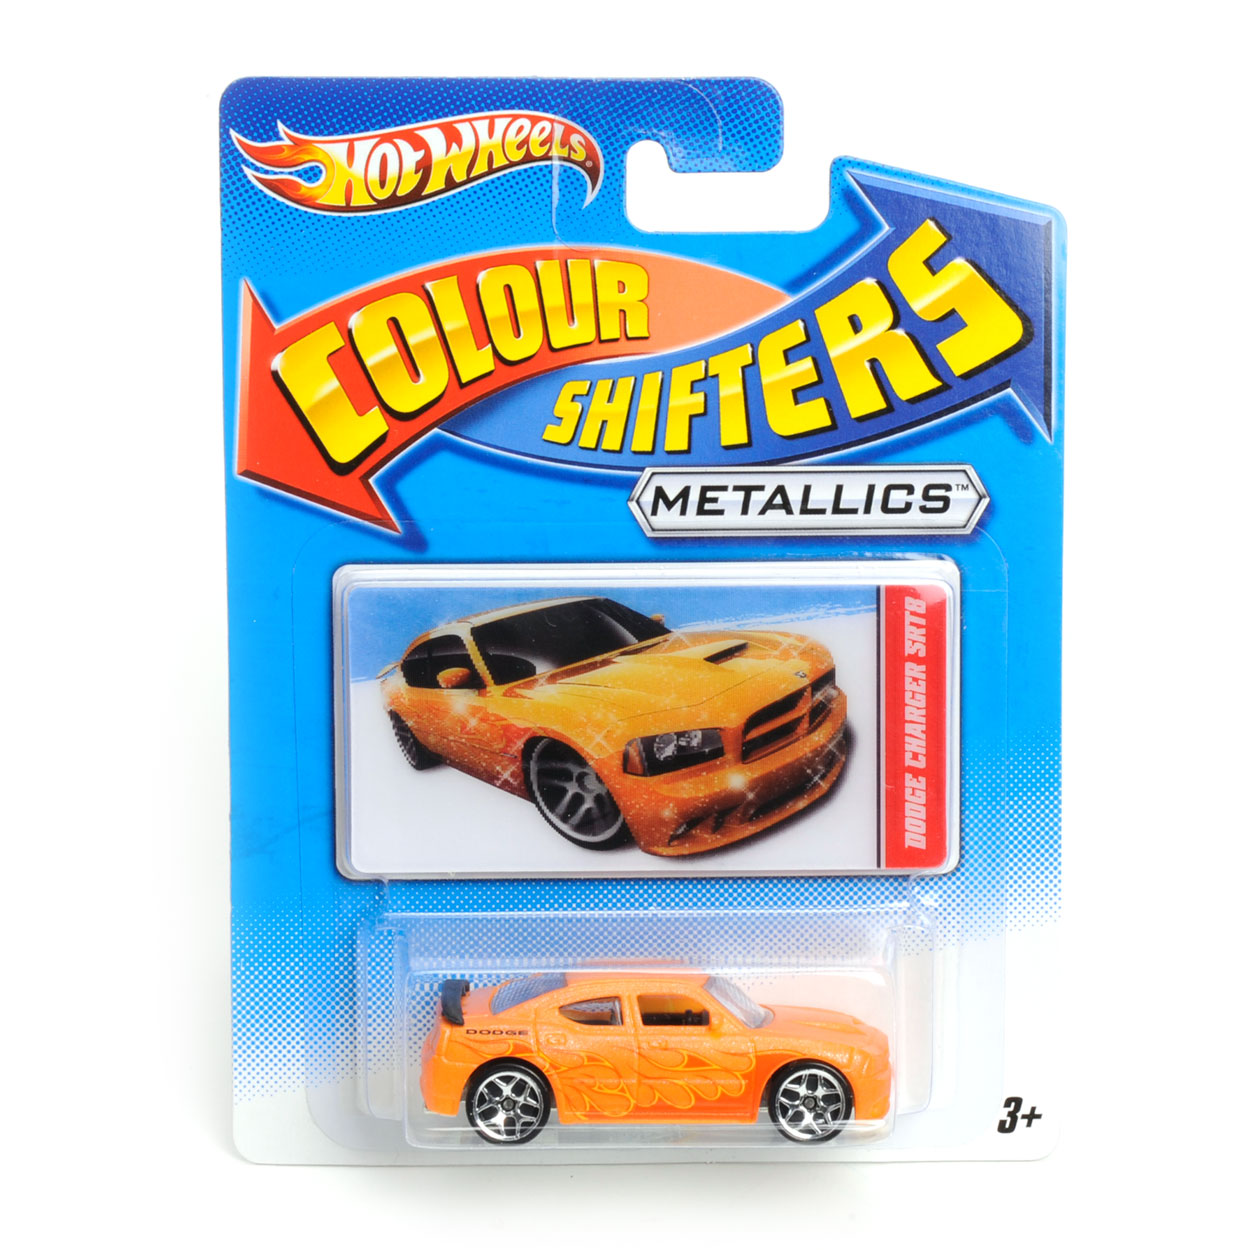 HOT WHEELS®
COLOUR
SHIFTERS
METALLICS™
DODGE CHARGER SRT8
DODGE
3+